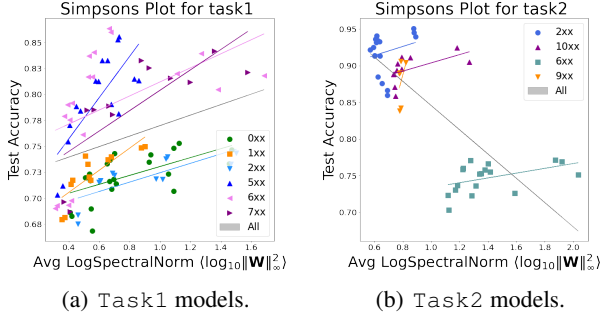 Simpsons Plot for task1
Test Accuracy
0.85
0.83
0.80
0.78
0.75
0.73
0.70
0.68
0xx
1xx
2xx
5xx
6xx
7xx
All
0.4 0.6 0.8 1.0 1.2 1.4 1.6
Avg LogSpectralNorm ⟨log₁₀‖W‖²∞⟩
(a) Task1 models.
Simpsons Plot for task2
Test Accuracy
0.95
0.90
0.85
0.80
0.75
0.70
2xx
10xx
6xx
9xx
All
0.6 0.8 1.0 1.2 1.4 1.6 1.8 2.0
Avg LogSpectralNorm ⟨log₁₀‖W‖²∞⟩
(b) Task2 models.